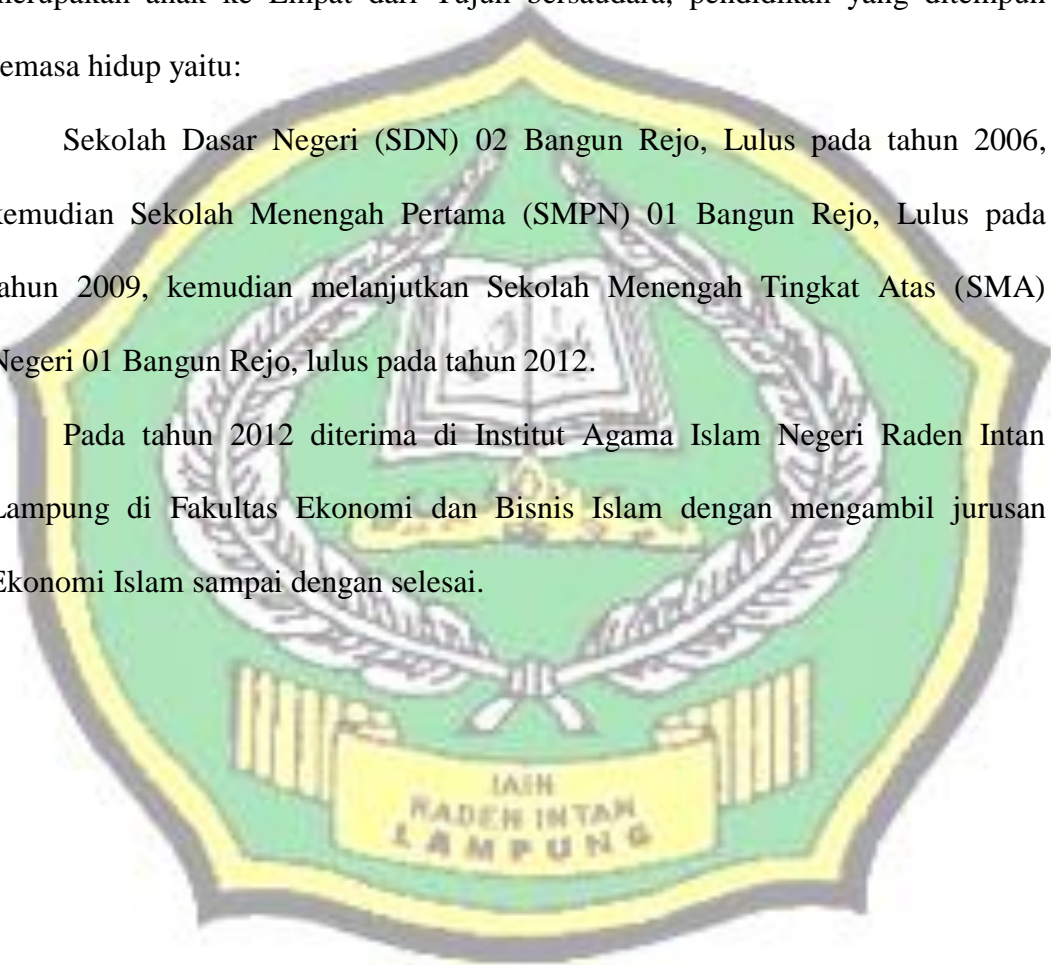 merupakan anak ke Empat dari Tujuh bersaudara, pendidikan yang ditempuh
semasa hidup yaitu:
Sekolah Dasar Negeri (SDN) 02 Bangun Rejo, Lulus pada tahun 2006,
kemudian Sekolah Menengah Pertama (SMPN) 01 Bangun Rejo, Lulus pada
tahun 2009, kemudian melanjutkan Sekolah Menengah Tingkat Atas (SMA)
Negeri 01 Bangun Rejo, lulus pada tahun 2012.
Pada tahun 2012 diterima di Institut Agama Islam Negeri Raden Intan
Lampung di Fakultas Ekonomi dan Bisnis Islam dengan mengambil jurusan
Ekonomi Islam sampai dengan selesai.
IAIN
RADEN INTAN
LAMPUNG